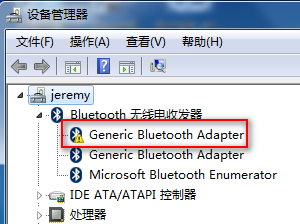 设备管理器
文件(F) 操作(A) 查看(V) 帮助(H)
jeremy
Bluetooth 无线电收发器
Generic Bluetooth Adapter
Generic Bluetooth Adapter
Microsoft Bluetooth Enumerator
IDE ATA/ATAPI 控制器
处理器